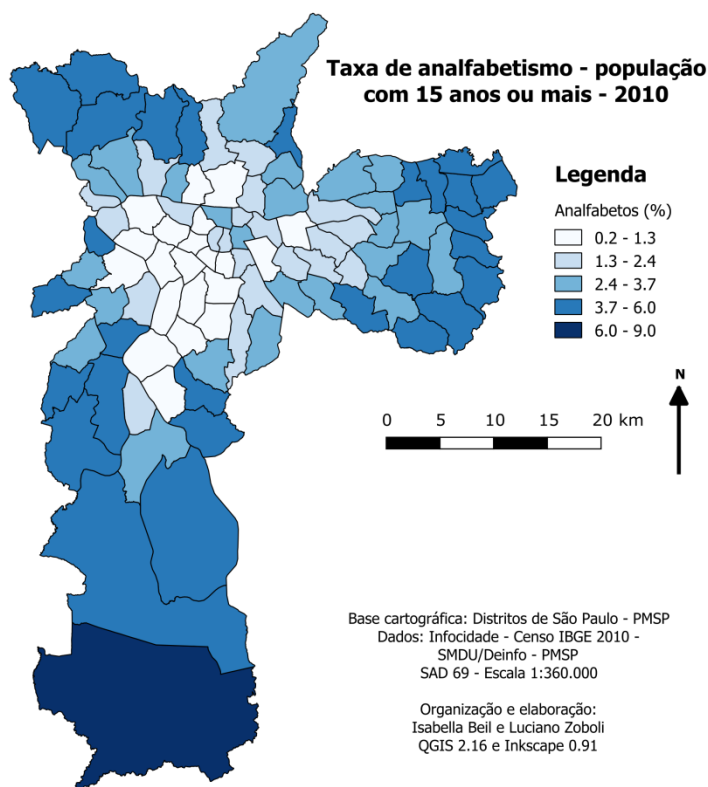 Taxa de analfabetismo - população
com 15 anos ou mais - 2010
Legenda
Analfabetos (%)
0.2 - 1.3
1.3 - 2.4
2.4 - 3.7
3.7 - 6.0
6.0 - 9.0
N
0 5 10 15 20 km
Base cartográfica: Distritos de São Paulo - PMSP
Dados: Infocidade - Censo IBGE 2010 -
SMDU/Deinfo - PMSP
SAD 69 - Escala 1:360.000
Organização e elaboração:
Isabella Beil e Luciano Zoboli
QGIS 2.16 e Inkscape 0.91